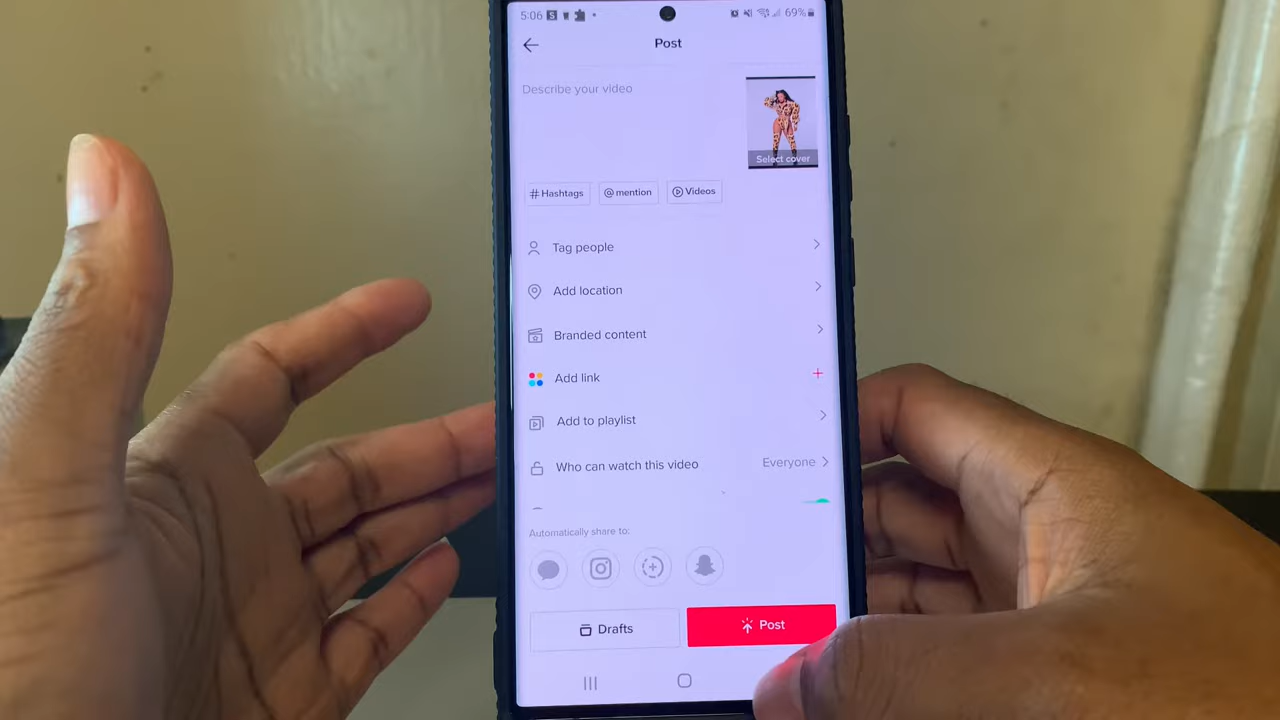 5:06 S 69%
Post
Describe your video
Select cover
# Hashtags @ mention Videos
Tag people
Add location
Branded content
Add link
Add to playlist
Who can watch this video Everyone
Automatically share to:
Drafts Post